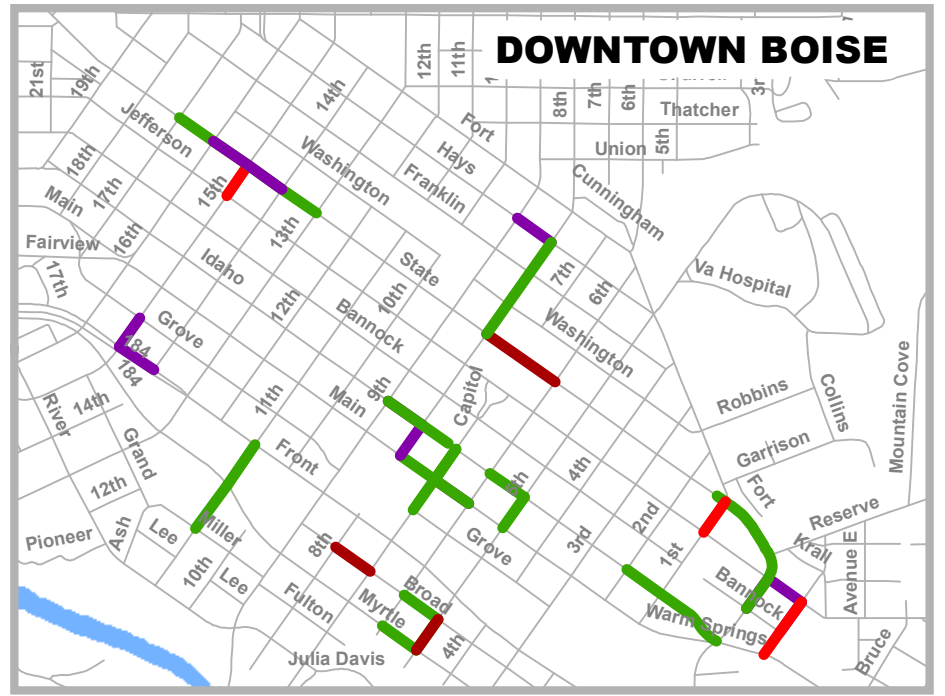 DOWNTOWN BOISE
12th
11th
21st
19th
14th
8th
7th
6th
Thatcher
Fort
Jefferson
Union
5th
Hays
Washington
18th
Franklin
Cunningham
17th
15th
Main
13th
16th
Fairview
Idaho
State
7th
6th
Va Hospital
17th
12th
10th
Bannock
Grove
184
184
Washington
Mountain Cove
9th
Capitol
Robbins
Collins
14th
11th
Main
River
Grand
Front
Garrison
4th
12th
Fort
Reserve
2nd
Ash
Lee
Miller
3rd
Grove
8th
Pioneer
1st
Krall
Avenue E
10th
Lee
Bannock
Fulton
Myrtle
Broad
Warm Springs
4th
Julia Davis
Bruce